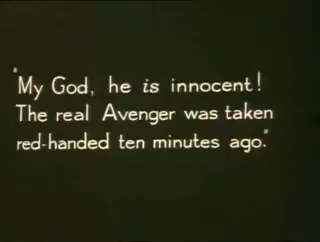 "My God, he is innocent!
The real Avenger was taken
red-handed ten minutes ago."